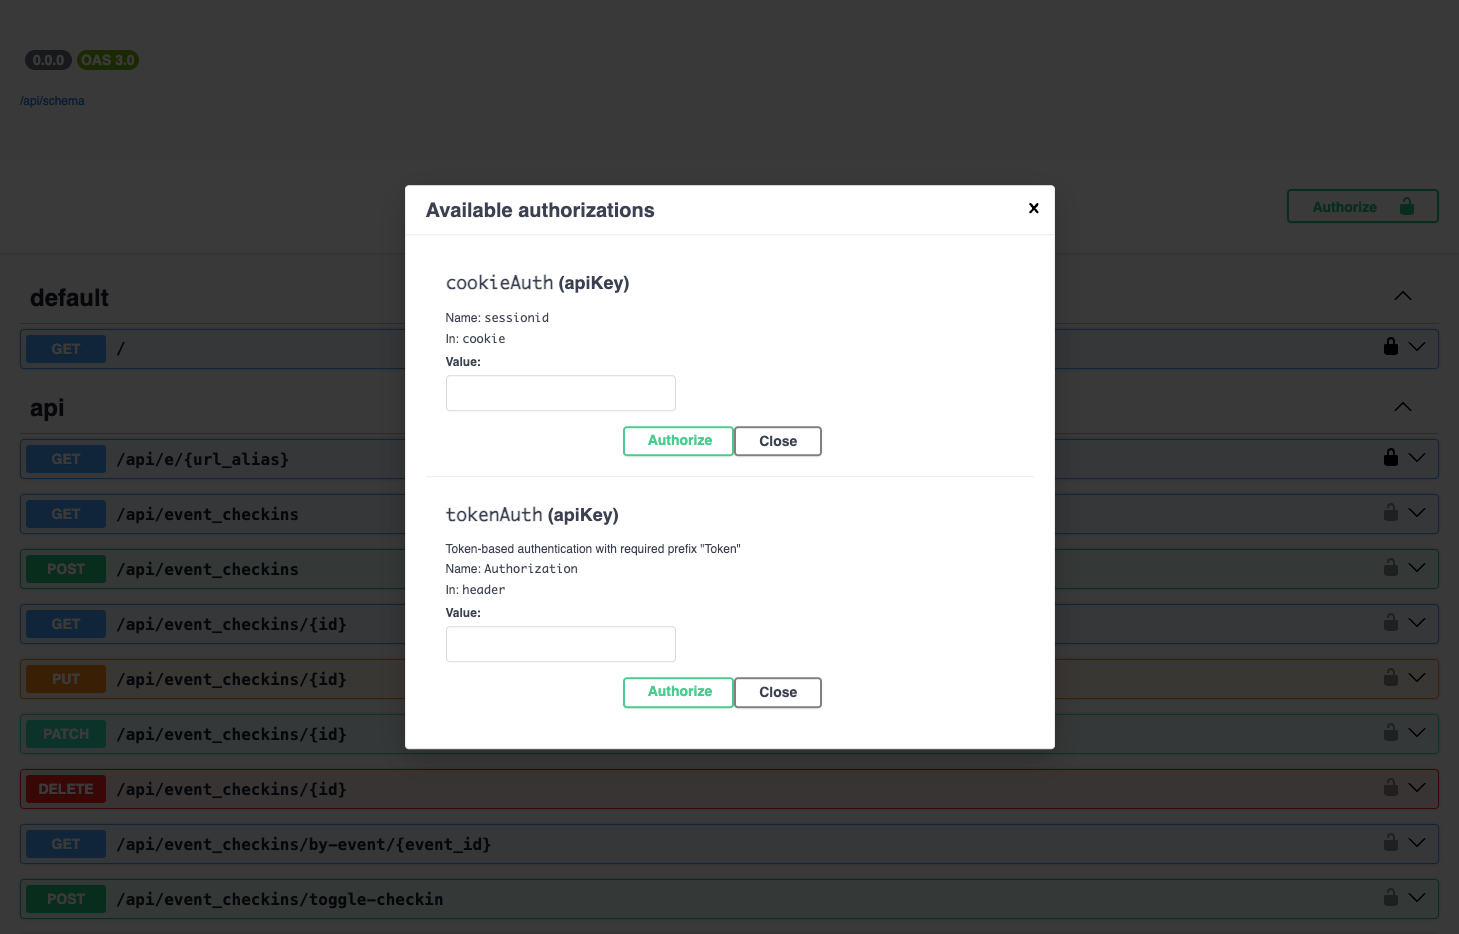 0.0.0 OAS 3.0
/api/schema
Authorize
Available authorizations
cookieAuth (apiKey)
Name: sessionid
In: cookie
Value:
Authorize Close
tokenAuth (apiKey)
Token-based authentication with required prefix "Token"
Name: Authorization
In: header
Value:
Authorize Close
default
GET /
api
GET /api/e/{url_alias}
GET /api/event_checkins
POST /api/event_checkins
GET /api/event_checkins/{id}
PUT /api/event_checkins/{id}
PATCH /api/event_checkins/{id}
DELETE /api/event_checkins/{id}
GET /api/event_checkins/by-event/{event_id}
POST /api/event_checkins/toggle-checkin